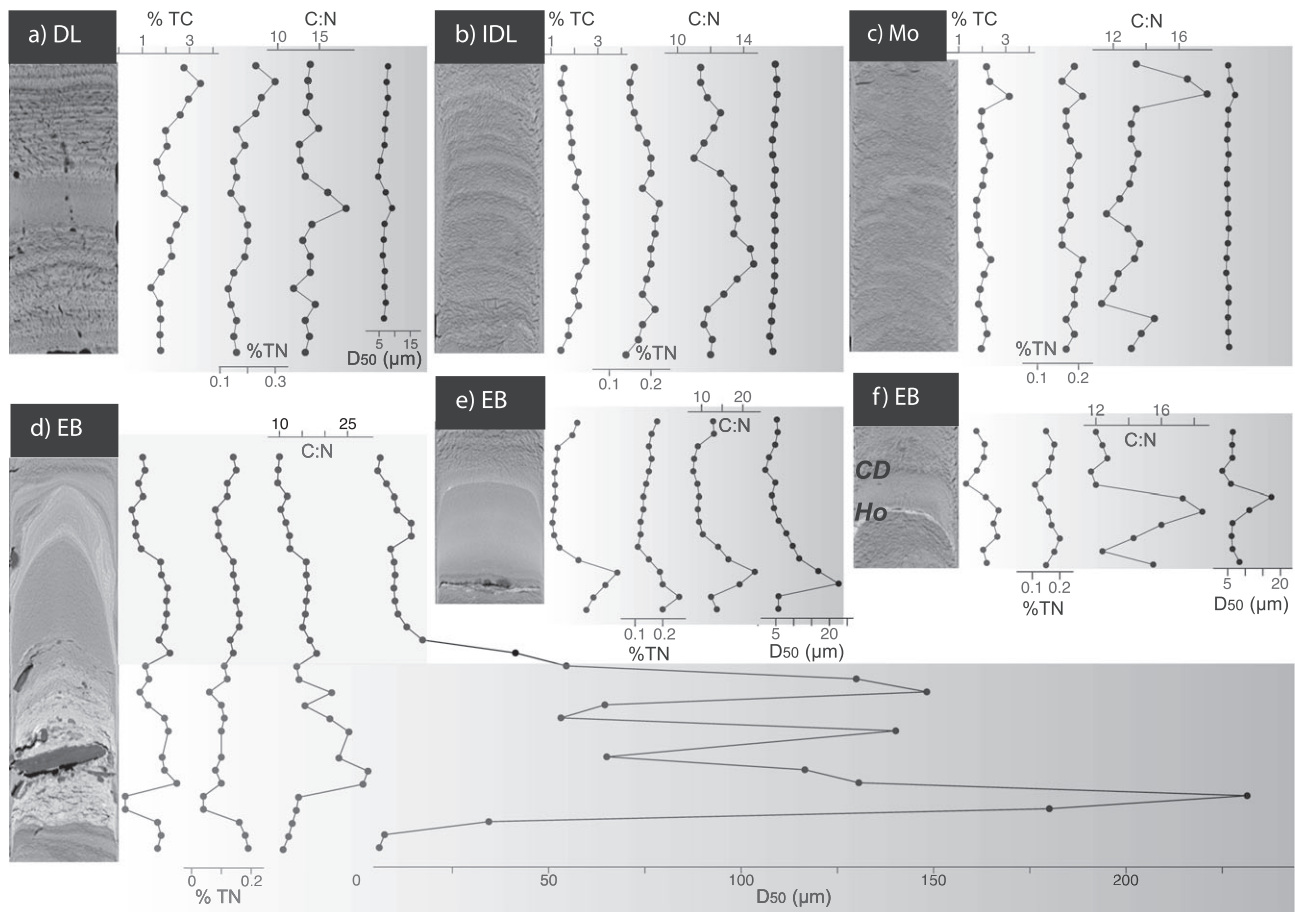 a) DL
% TC
1 3
C:N
10 15
%TN
0.1 0.3
5 15
D50 (µm)
b) IDL
% TC
1 3
C:N
10 14
%TN
0.1 0.2
c) Mo
% TC
1 3
C:N
12 16
%TN
0.1 0.2
d) EB
10 25
C:N
0 0.2
% TN
0 50 100 150 200
D50 (µm)
e) EB
10 20
C:N
0.1 0.2
%TN
5 20
D50 (µm)
f) EB
CD
Ho
12 16
C:N
0.1 0.2
%TN
5 20
D50 (µm)